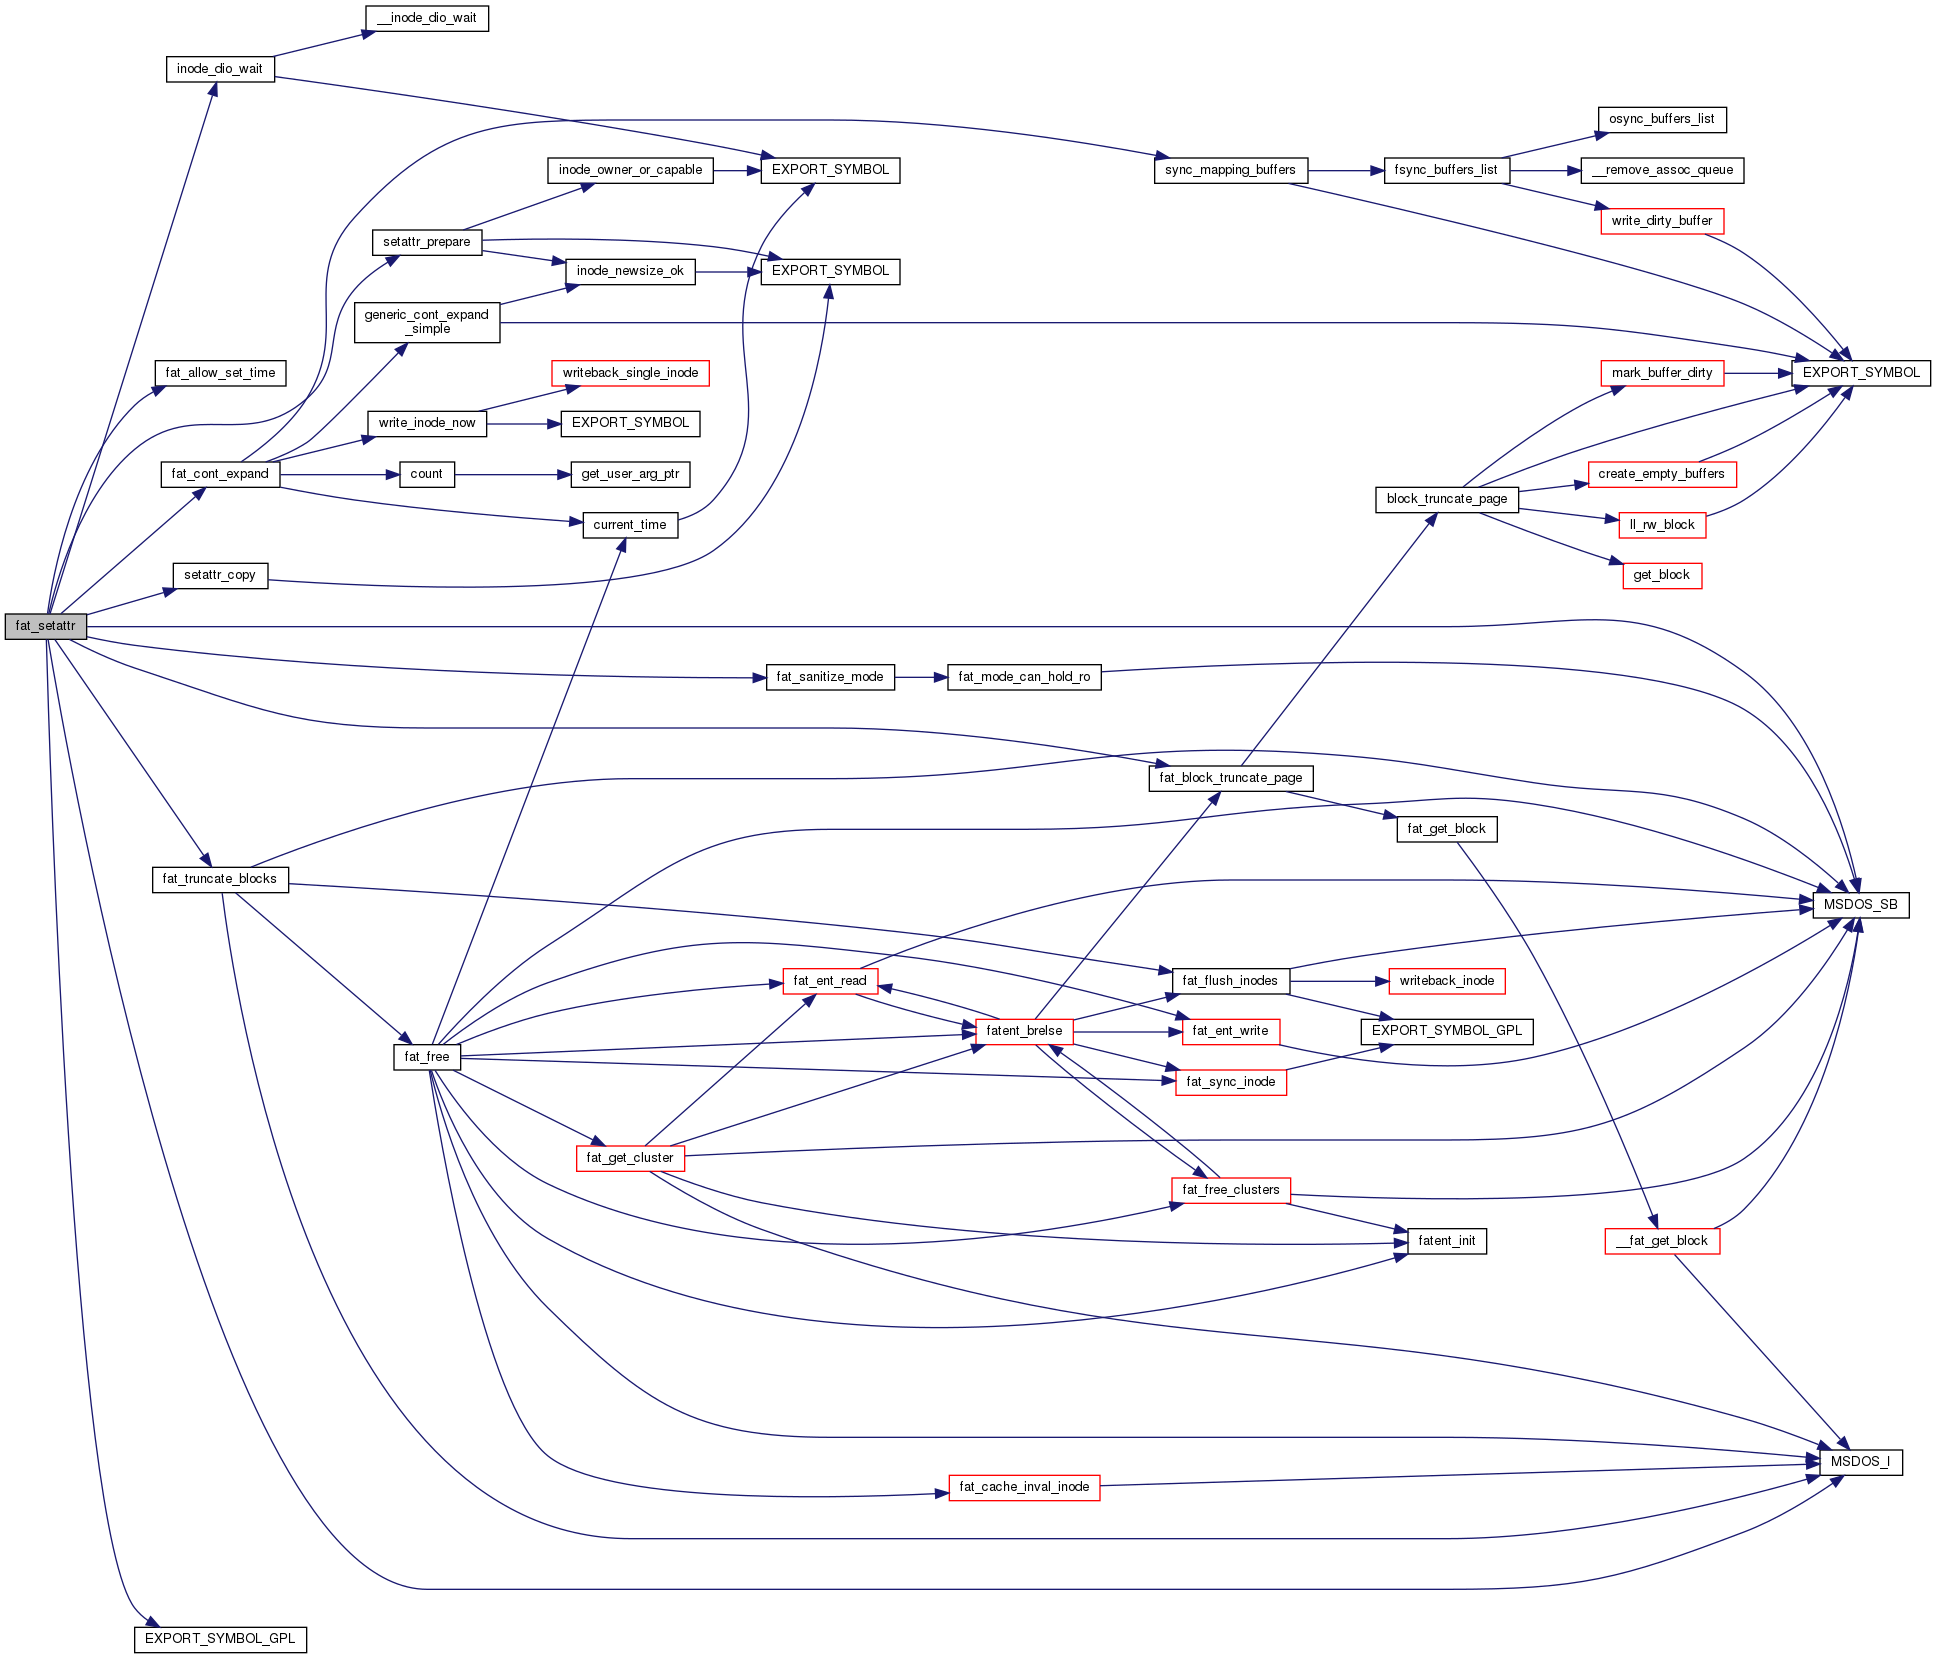 __inode_dio_wait
inode_dio_wait
osync_buffers_list
inode_owner_or_capable
EXPORT_SYMBOL
sync_mapping_buffers
fsync_buffers_list
__remove_assoc_queue
write_dirty_buffer
setattr_prepare
inode_newsize_ok
EXPORT_SYMBOL
generic_cont_expand
_simple
fat_allow_set_time
writeback_single_inode
mark_buffer_dirty
EXPORT_SYMBOL
write_inode_now
EXPORT_SYMBOL
fat_cont_expand
count
get_user_arg_ptr
create_empty_buffers
block_truncate_page
current_time
ll_rw_block
setattr_copy
get_block
fat_setattr
fat_sanitize_mode
fat_mode_can_hold_ro
fat_block_truncate_page
fat_get_block
fat_truncate_blocks
MSDOS_SB
fat_ent_read
fat_flush_inodes
writeback_inode
fatent_brelse
fat_ent_write
EXPORT_SYMBOL_GPL
fat_free
fat_sync_inode
fat_get_cluster
fat_free_clusters
fatent_init
__fat_get_block
MSDOS_I
fat_cache_inval_inode
EXPORT_SYMBOL_GPL